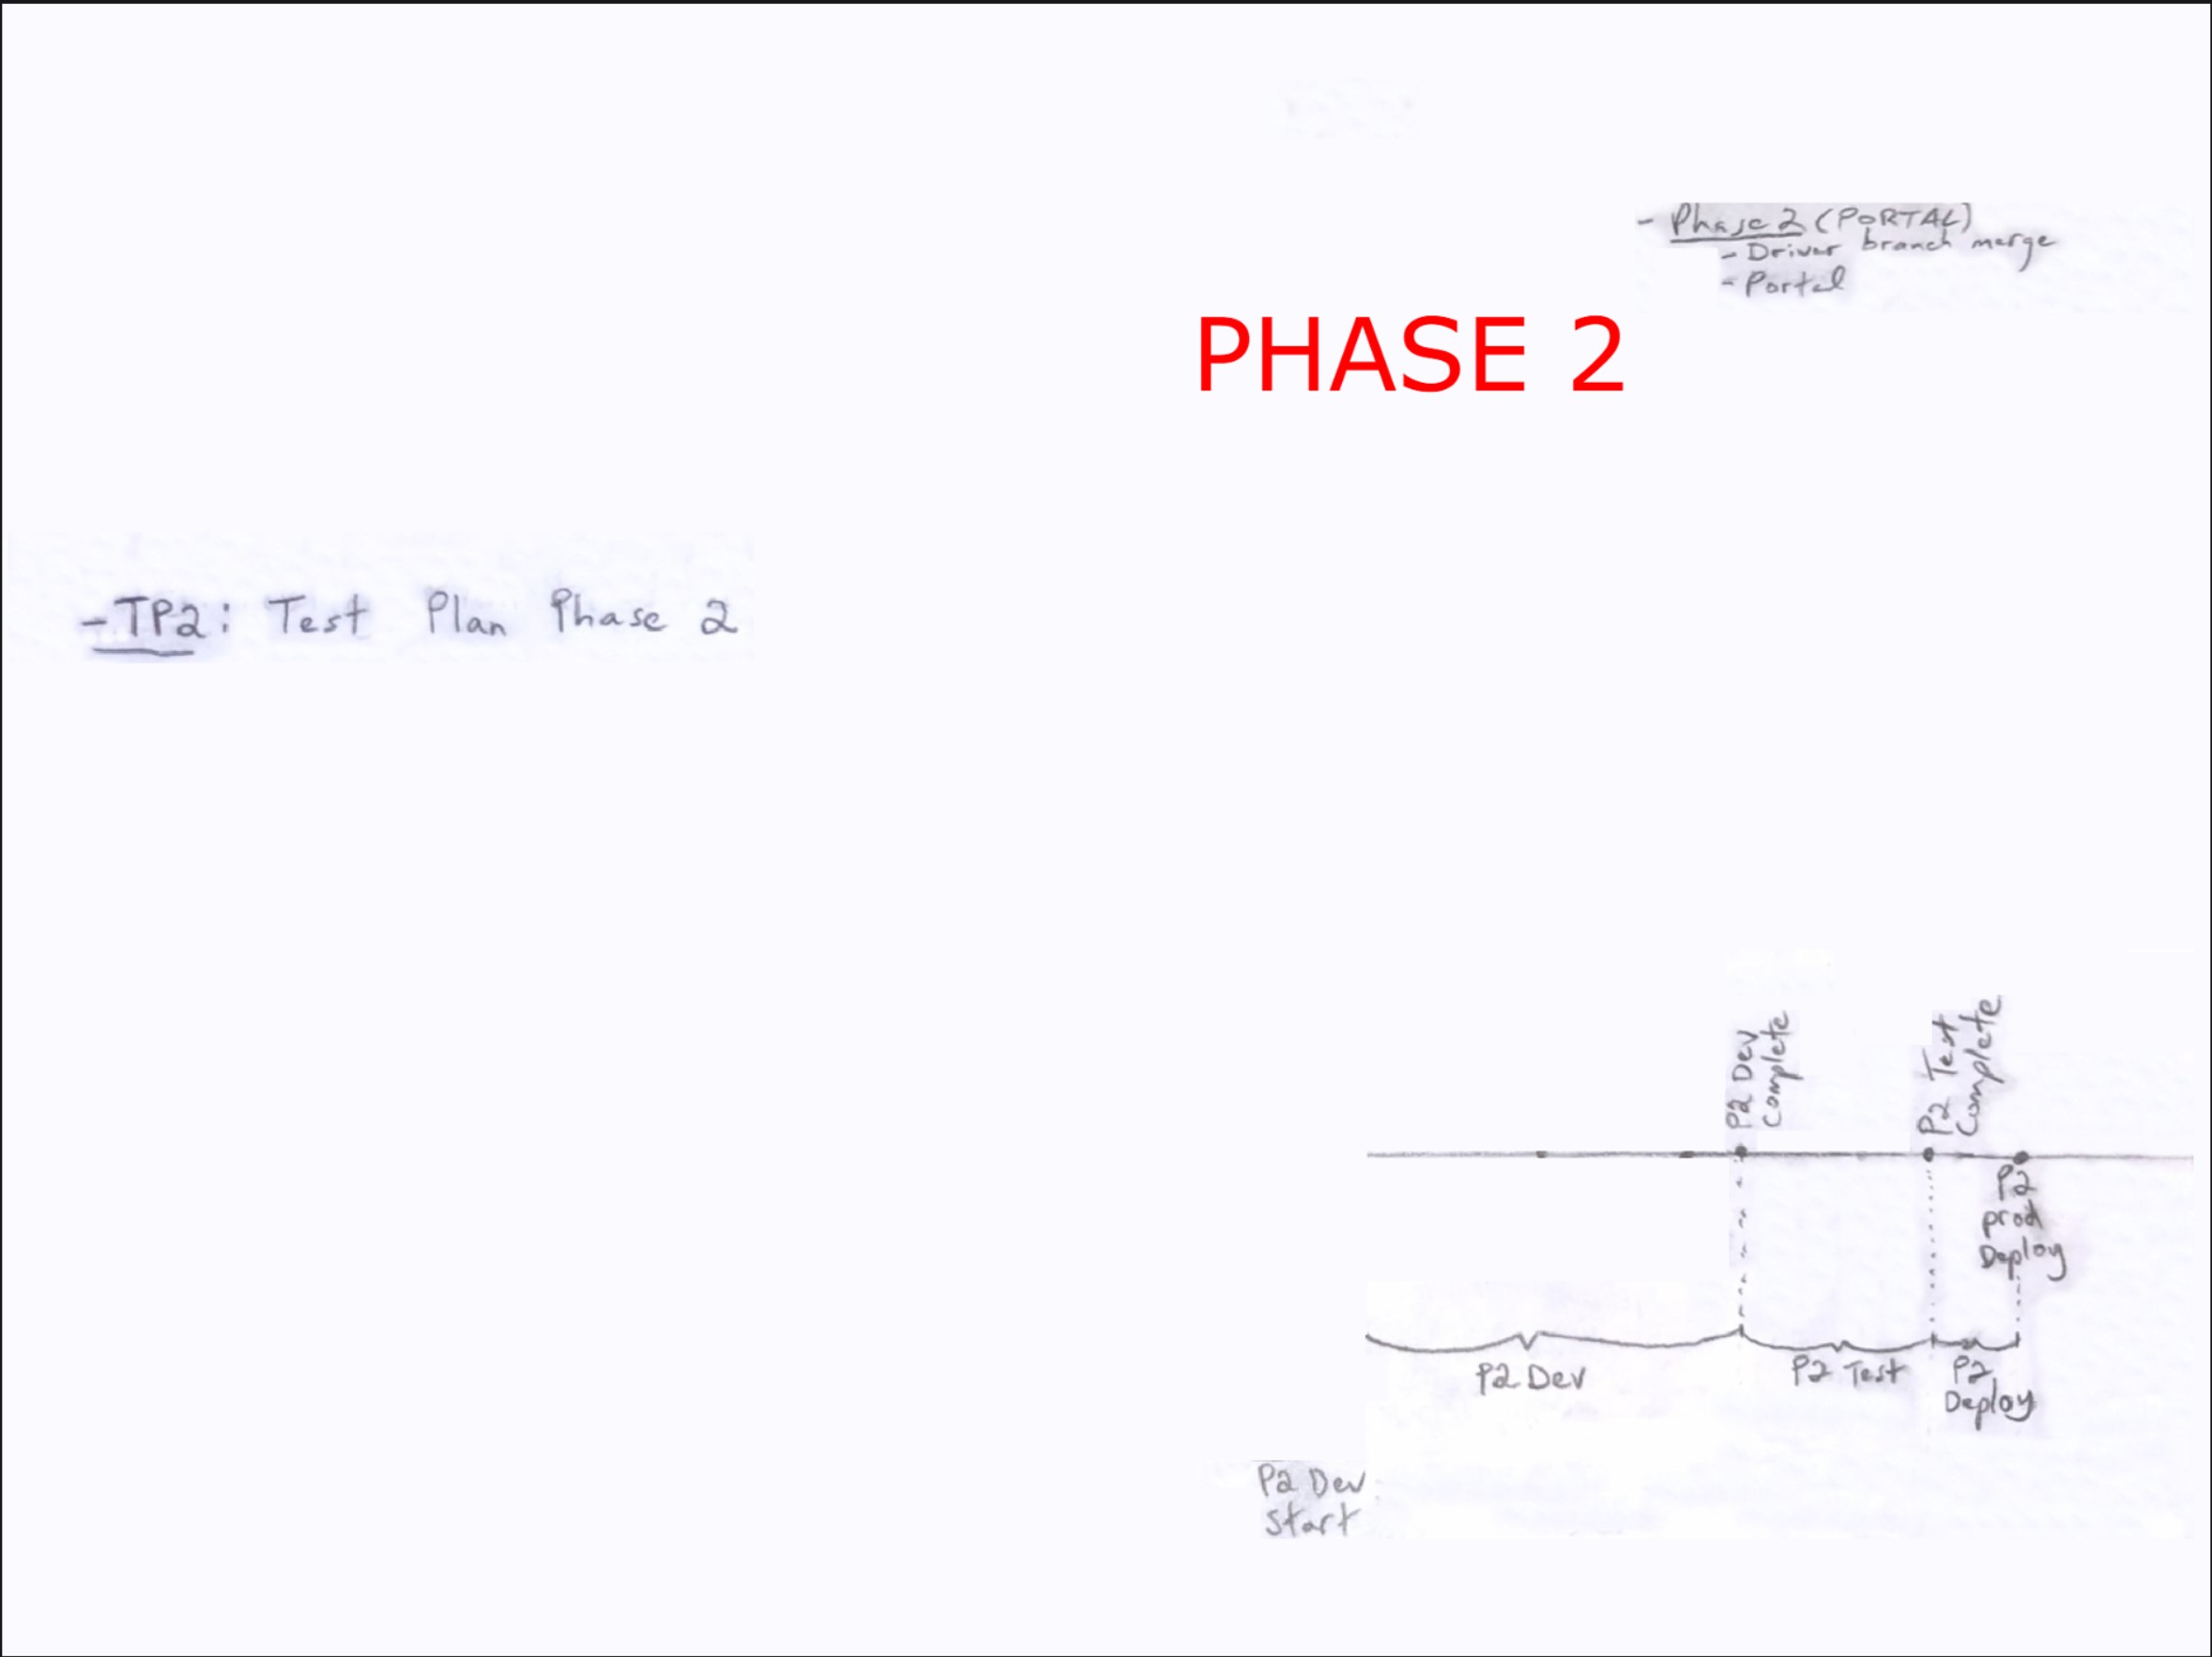 - Phase 2 (PORTAL)
- Driver branch merge
- Portal
PHASE 2
- TP2: Test Plan Phase 2
P2 Dev
Complete
P2 Test
Complete
P2
prod
Deploy
P2 Dev
P2 Test
P2
Deploy
P2 Dev
Start